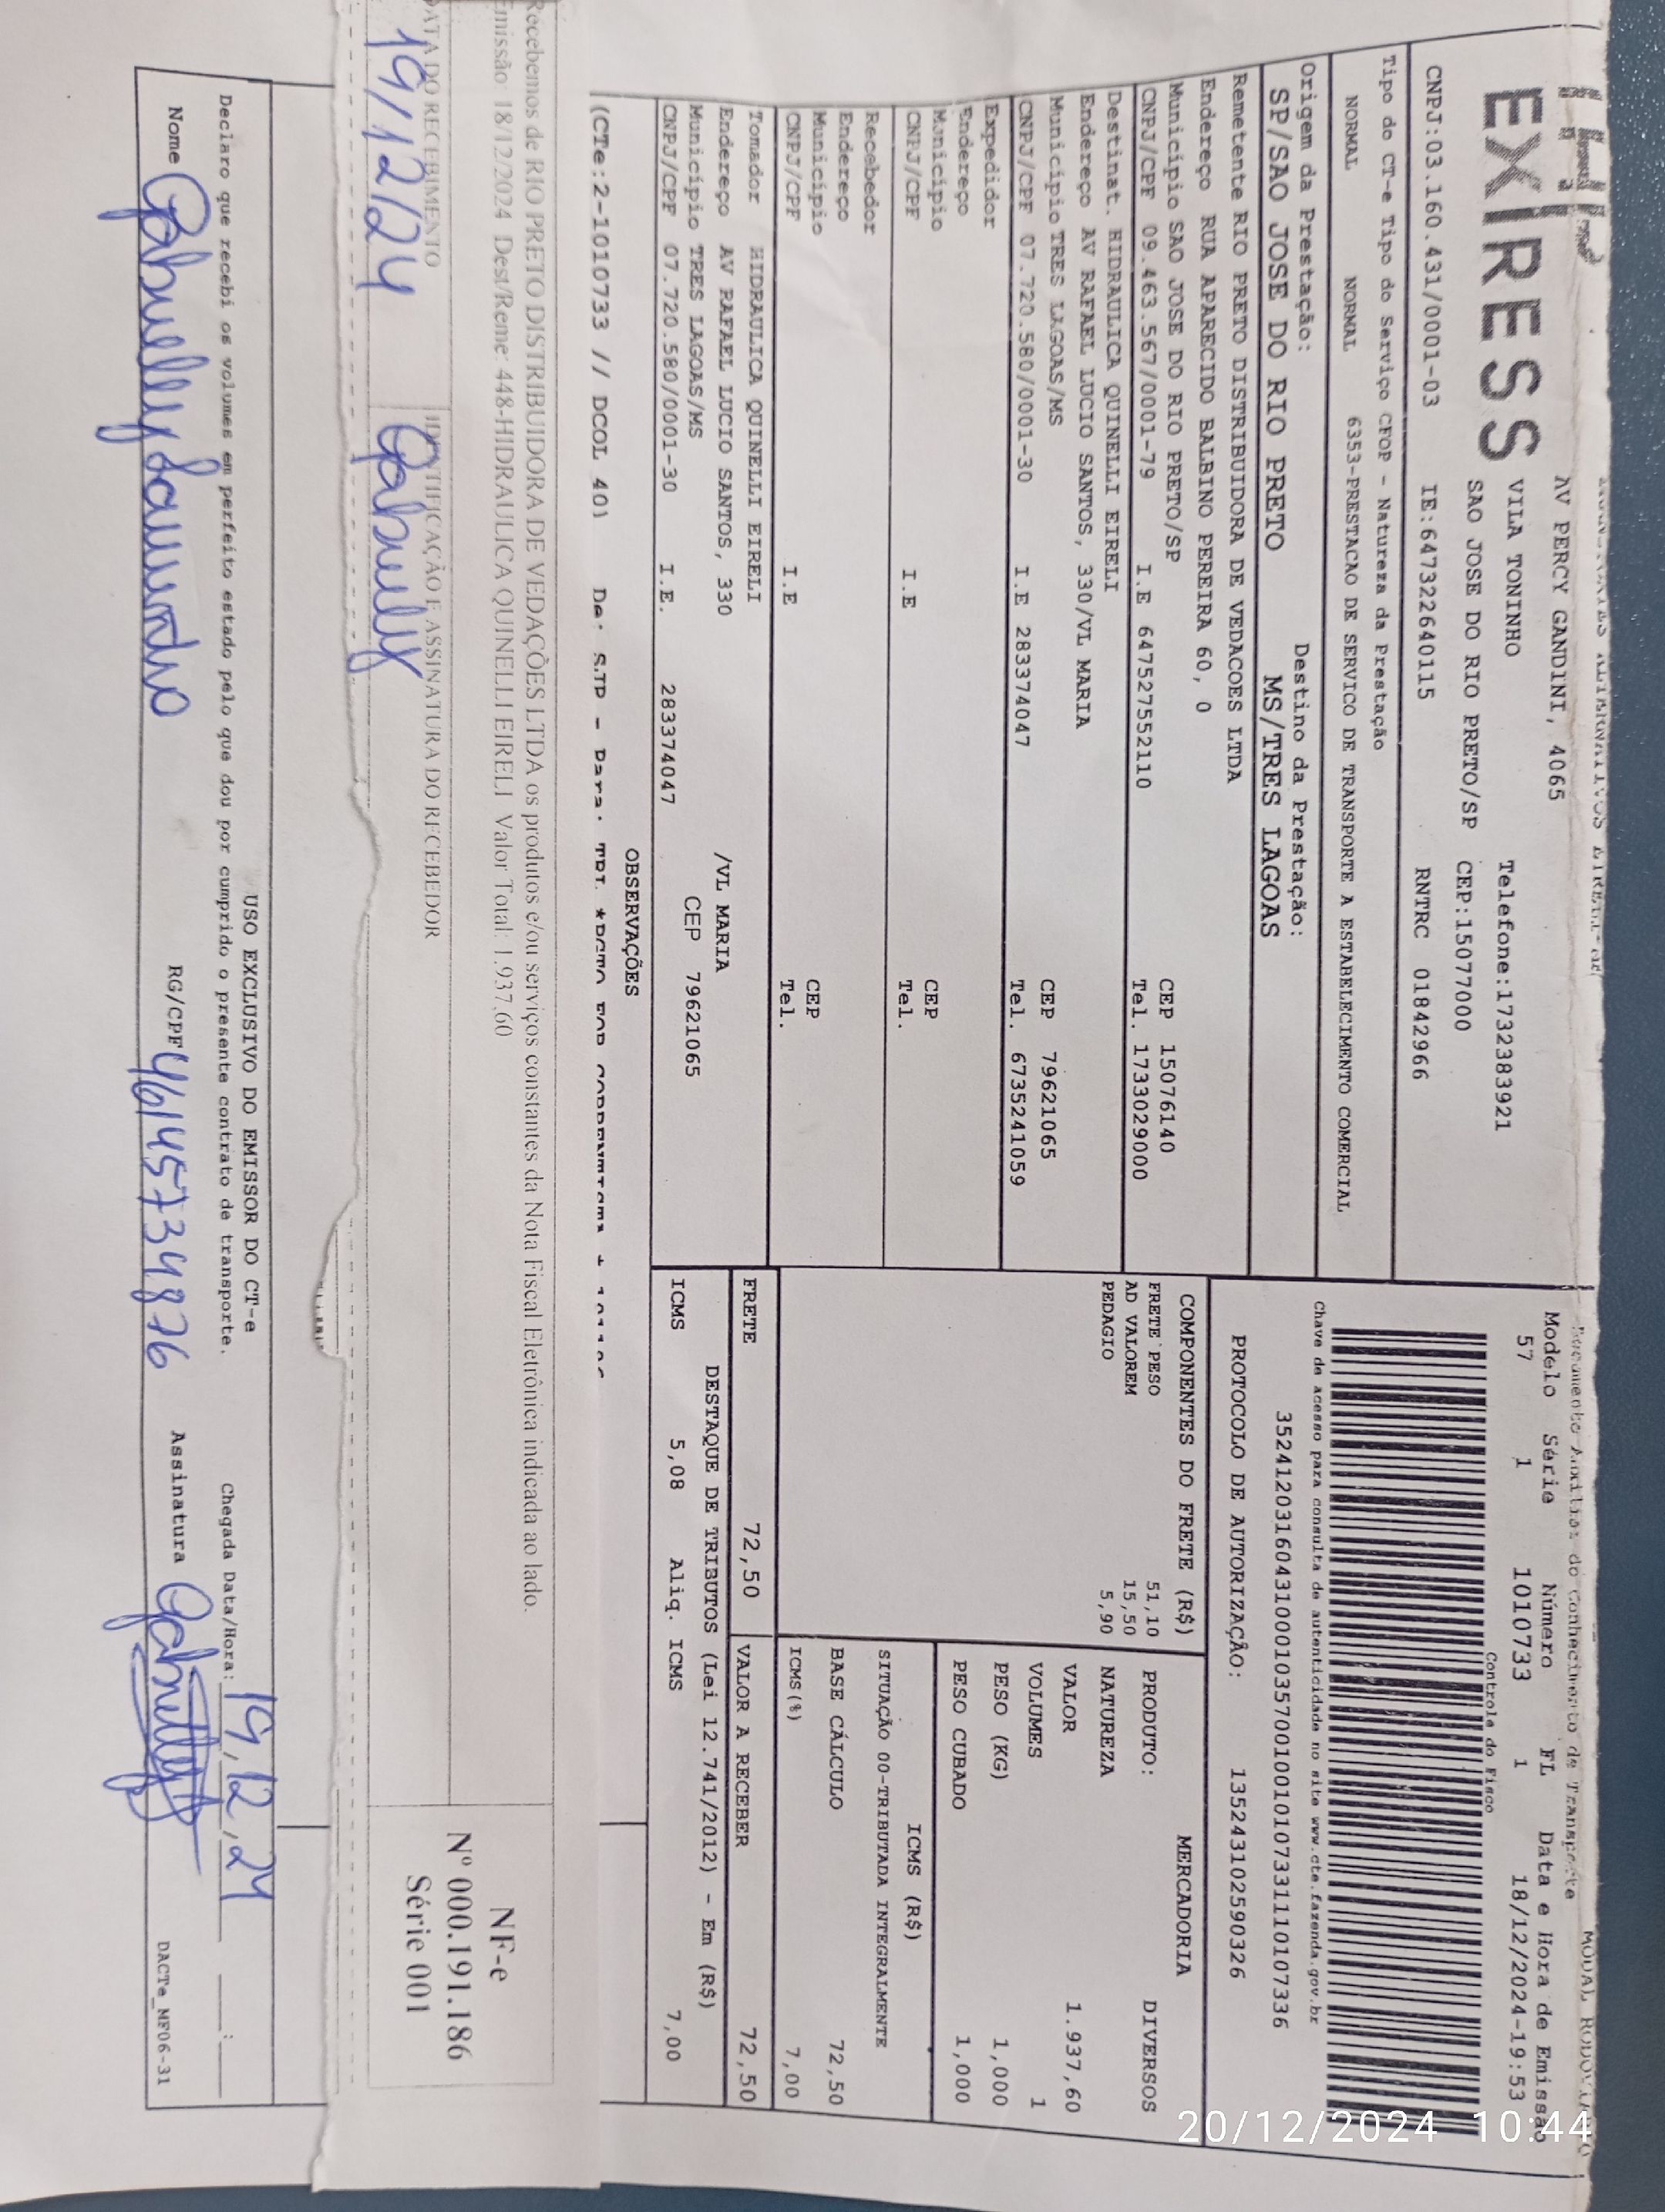 EXPRESS
AV PERCY GANDINI, 4065
VILA TONINHO
Telefone:1732383921
SAO JOSE DO RIO PRETO/SP CEP:15077000
CNPJ:03.160.431/0001-03 IE:647322640115 RNTRC 01842966
Tipo do CT-e Tipo do Serviço CFOP - Natureza da Prestação
NORMAL NORMAL 6353-PRESTACAO DE SERVICO DE TRANSPORTE A ESTABELECIMENTO COMERCIAL
Origem da Prestação: Destino da Prestação:
SP/SAO JOSE DO RIO PRETO MS/TRES LAGOAS
Remetente RIO PRETO DISTRIBUIDORA DE VEDACOES LTDA
Endereço RUA APARECIDO BALBINO PEREIRA 60, 0
Município SAO JOSE DO RIO PRETO/SP CEP 15076140
CNPJ/CPF 09.463.567/0001-79 I.E 647527552110 Tel. 1733029000
Destinat. HIDRAULICA QUINELLI EIRELI
Endereço AV RAFAEL LUCIO SANTOS, 330/VL MARIA
Município TRES LAGOAS/MS CEP 79621065
CNPJ/CPF 07.720.580/0001-30 I.E 283374047 Tel. 673524 1059
Expedidor
Endereço
Município CEP
CNPJ/CPF I.E Tel.
Recebedor
Endereço
Município CEP
CNPJ/CPF I.E Tel.
Tomador HIDRAULICA QUINELLI EIRELI
Endereço AV RAFAEL LUCIO SANTOS, 330 /VL MARIA
Município TRES LAGOAS/MS CEP 79621065
CNPJ/CPF 07.720.580/0001-30 I.E. 283374047
OBSERVAÇÕES
(CTe:2-1010733 // DCOL 40)
Documento Auxiliar do Conhecimento de Transporte
MODAL RODOVIARIO
Modelo Série Número FL Data e Hora de Emissão
57 1 1010733 1 18/12/2024-19:53
Controle do Fisco
Chave de acesso para consulta de autenticidade no site www.cte.fazenda.gov.br
35241203160431000103570010010107331110107336
PROTOCOLO DE AUTORIZAÇÃO: 135243102590326
COMPONENTES DO FRETE (R$)
FRETE PESO 51,10
AD VALOREM 15,50
PEDAGIO 5,90
MERCADORIA
PRODUTO: DIVERSOS
NATUREZA
VALOR 1.937,60
VOLUMES 1
PESO (KG) 1,000
PESO CUBADO 1,000
ICMS (R$)
SITUAÇÃO 00-TRIBUTADA INTEGRALMENTE
BASE CÁLCULO 72,50
ICMS(%) 7,00
FRETE 72,50 VALOR A RECEBER 72,50
DESTAQUE DE TRIBUTOS (Lei 12.741/2012) - Em (R$)
ICMS 5,08 Aliq. ICMS 7,00
Recebemos de RIO PRETO DISTRIBUIDORA DE VEDAÇÕES LTDA os produtos e/ou serviços constantes da Nota Fiscal Eletrônica indicada ao lado.
Emissão: 18/12/2024 Dest/Reme: 448-HIDRAULICA QUINELLI EIRELI Valor Total: 1.937,60
DATA DO RECEBIMENTO IDENTIFICAÇÃO E ASSINATURA DO RECEBEDOR
19/12/24 Gabrielly
NF-e
Nº 000.191.186
Série 001
USO EXCLUSIVO DO EMISSOR DO CT-e
Declaro que recebi os volumes em perfeito estado pelo que dou por cumprido o presente contrato de transporte. Chegada Data/Hora: 19/12/24 __:__
Nome Gabrielly RG/CPF 46145734876 Assinatura Gabrielly
DACTe_MF06-31
20/12/2024 10:44